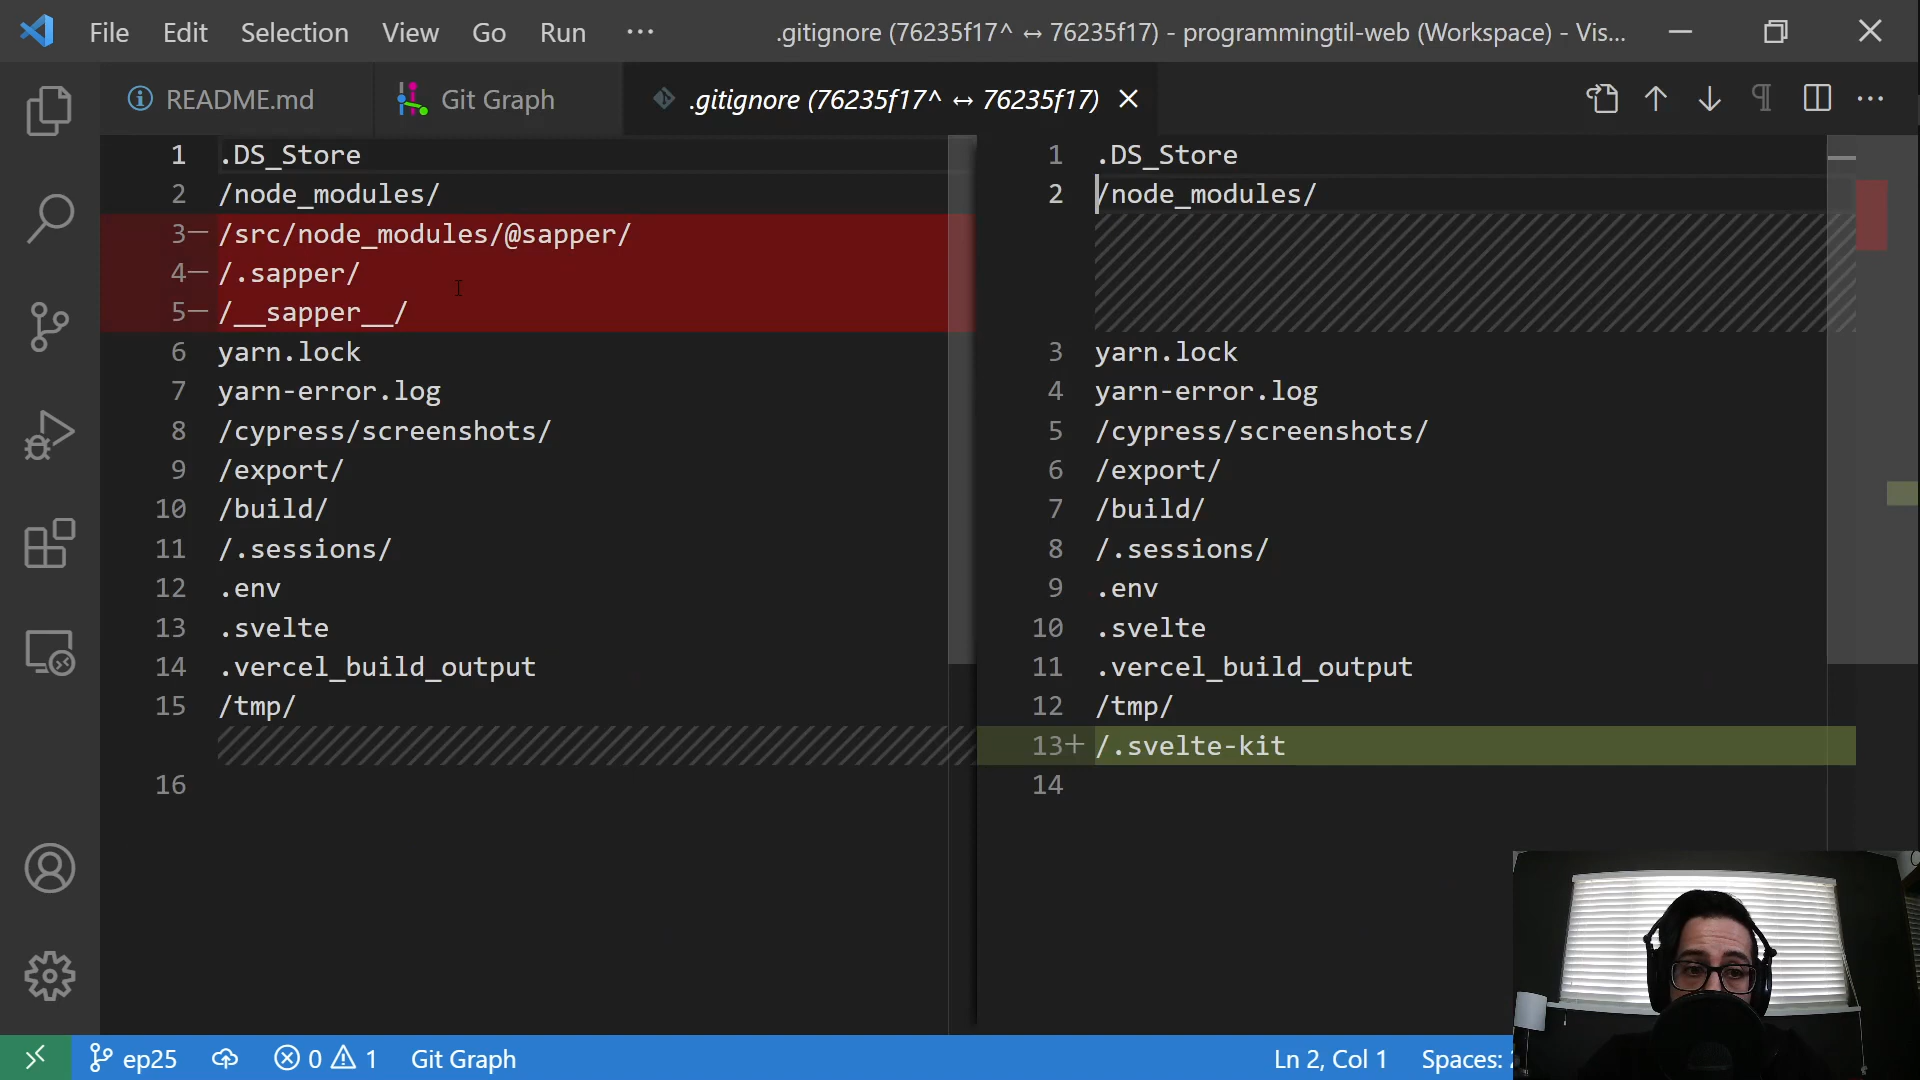 File Edit Selection View Go Run ··· .gitignore (76235f17^ ↔ 76235f17) - programmingtil-web (Workspace) - Vis...
README.md Git Graph .gitignore (76235f17^ ↔ 76235f17)
1 .DS_Store
2 /node_modules/
3— /src/node_modules/@sapper/
4— /.sapper/
5— /__sapper__/
6 yarn.lock
7 yarn-error.log
8 /cypress/screenshots/
9 /export/
10 /build/
11 /.sessions/
12 .env
13 .svelte
14 .vercel_build_output
15 /tmp/
16
1 .DS_Store
2 /node_modules/
3 yarn.lock
4 yarn-error.log
5 /cypress/screenshots/
6 /export/
7 /build/
8 /.sessions/
9 .env
10 .svelte
11 .vercel_build_output
12 /tmp/
13+ /.svelte-kit
14
ep25 0 1 Git Graph Ln 2, Col 1 Spaces: